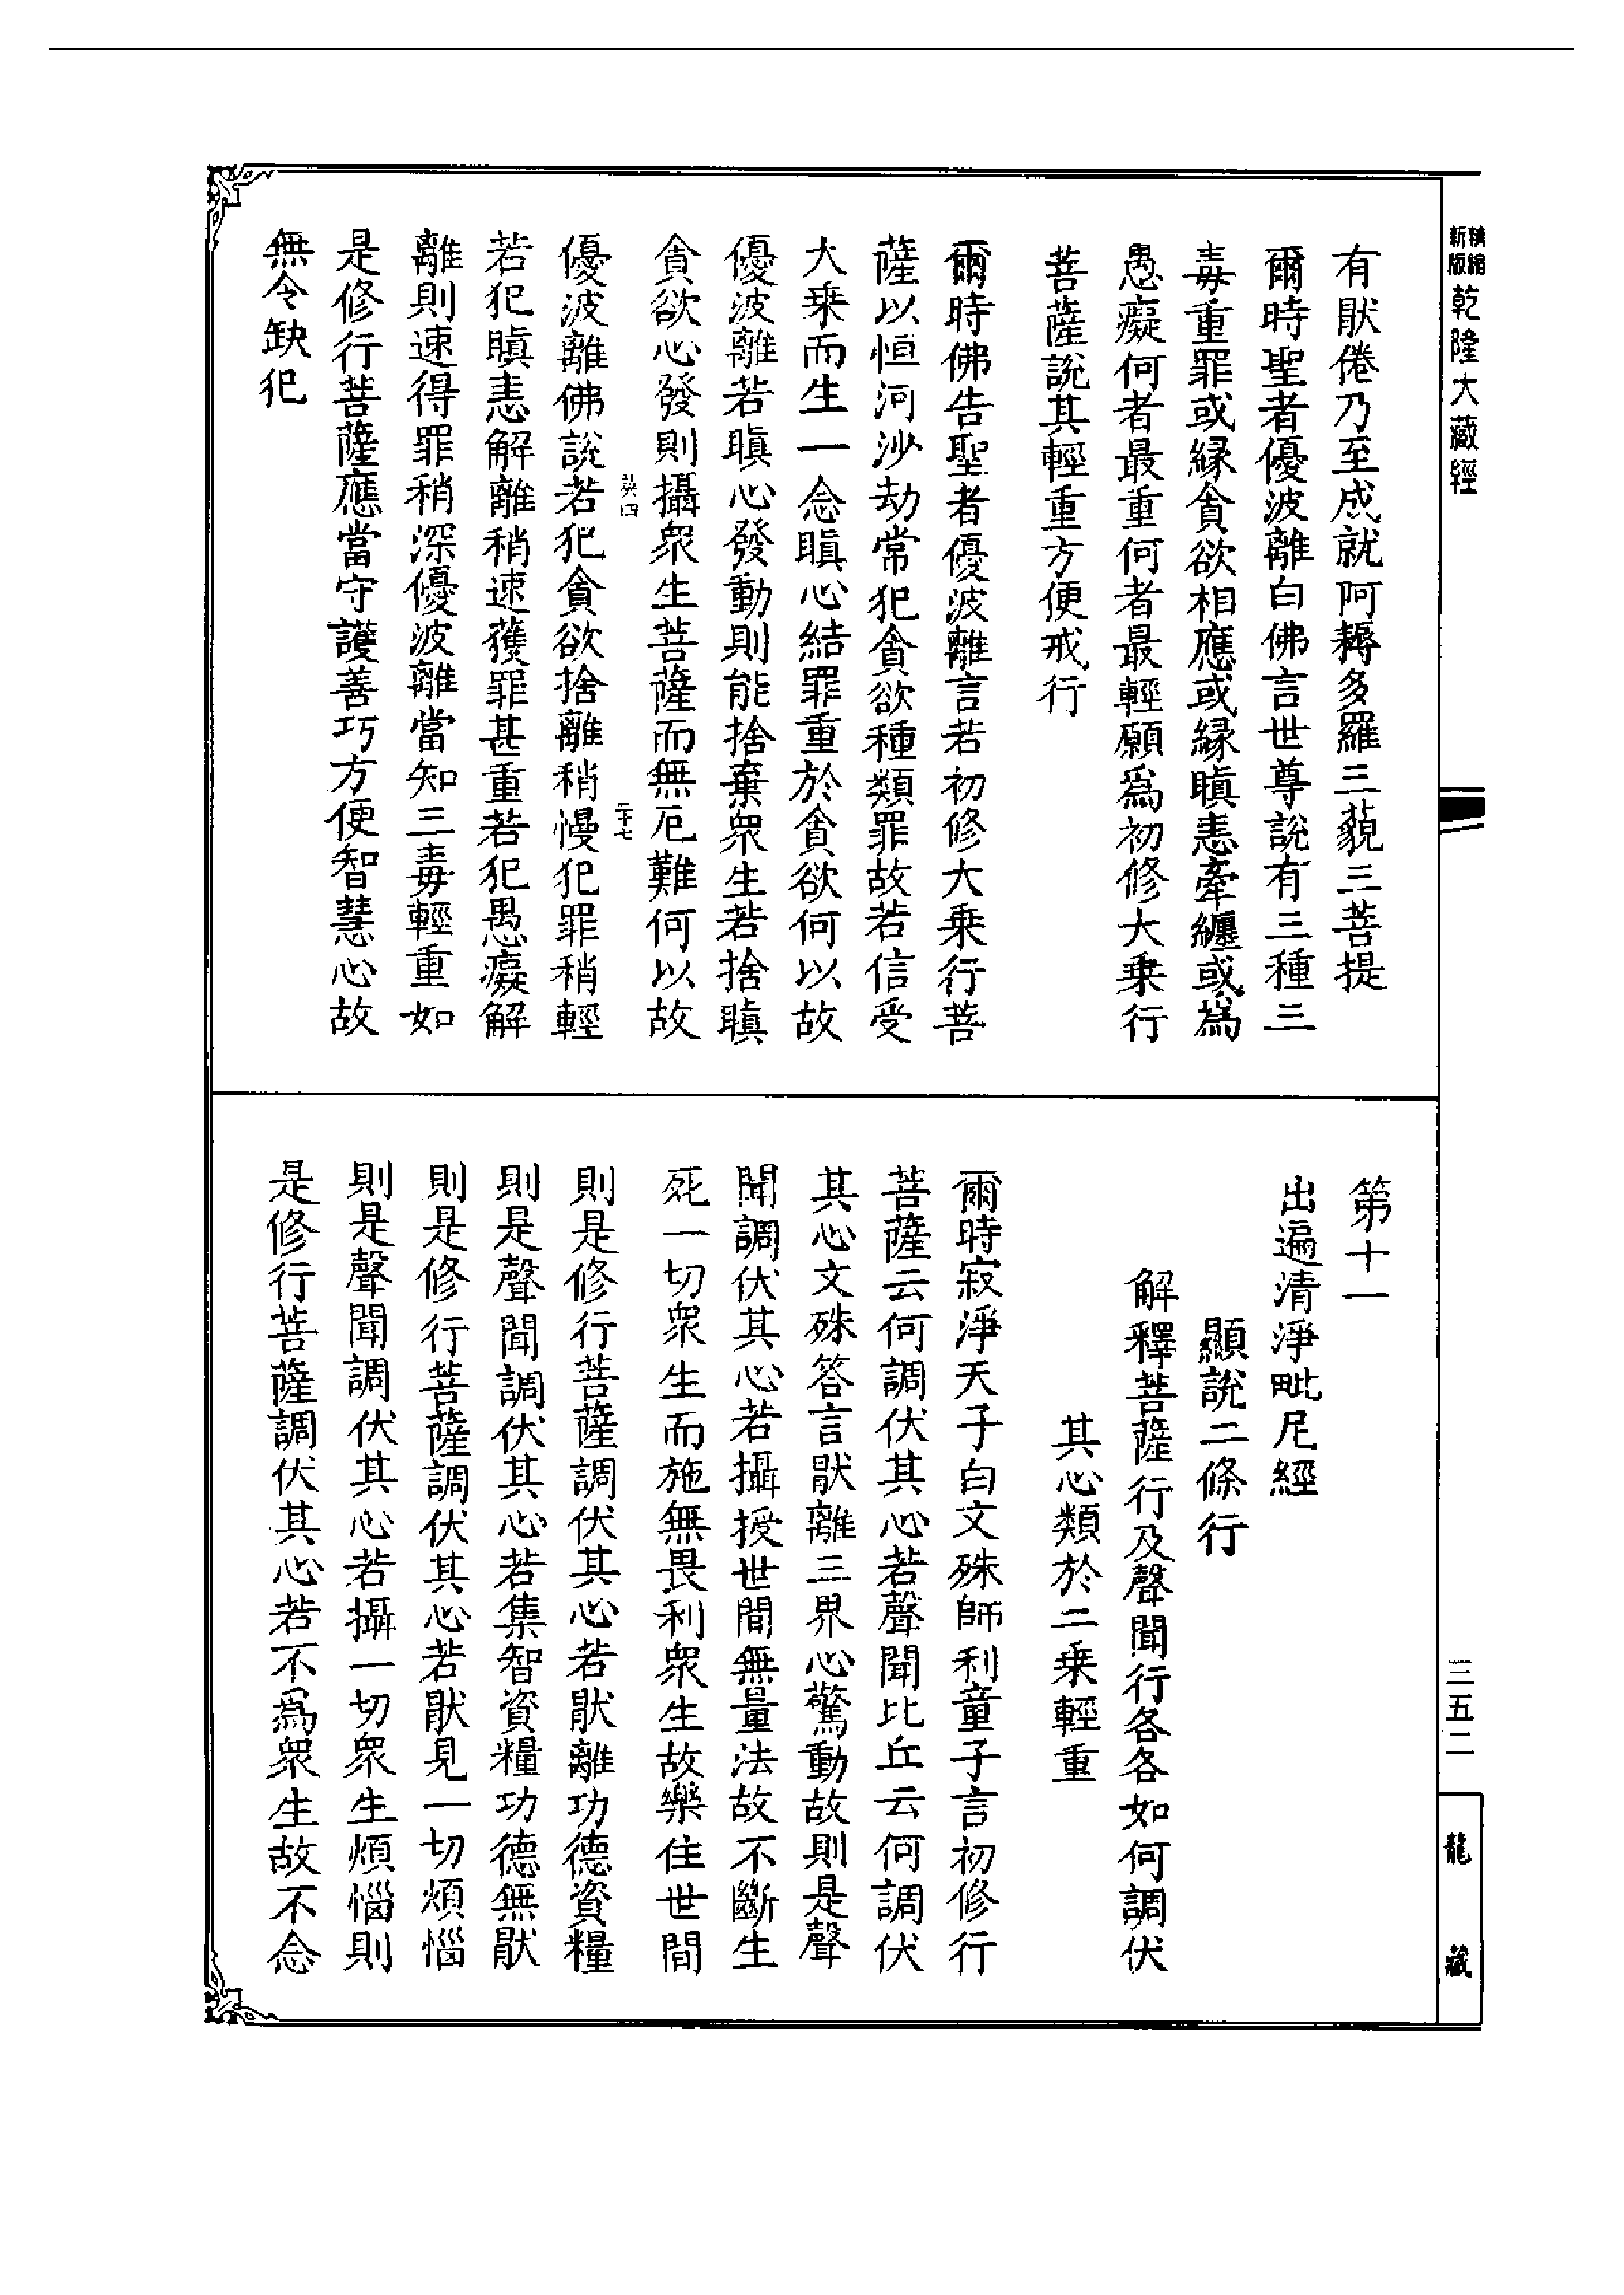 新版精縮乾隆大藏經
有猒倦乃至成就阿耨多羅三藐三菩提
爾時聖者優波離白佛言世尊說有三種三
毒重罪或緣貪欲相應或緣瞋恚牽纏或爲
愚癡何者最重何者最輕願爲初修大乘行
菩薩說其輕重方便戒行
爾時佛告聖者優波離言若初修大乘行菩
薩以恒河沙劫常犯貪欲種類罪故若信受
大乘而生一念瞋心結罪重於貪欲何以故
優波離若瞋心發動則能捨棄衆生若捨瞋
貪欲心發則攝衆生菩薩而無厄難何以故
優波離佛說若犯貪欲捨離稍慢犯罪稍輕
若犯瞋恚解離稍速獲罪甚重若犯愚癡解
離則速得罪稍深優波離當知三毒輕重如
是修行菩薩應當守護善巧方便智慧心故
無令缺犯
第十一
出遍清淨毗尼經
顯說二條行
解釋菩薩行及聲聞行各各如何調伏
其心類於二乘輕重
爾時寂淨天子白文殊師利童子言初修行
菩薩云何調伏其心若聲聞比丘云何調伏
其心文殊答言猒離三界心驚動故則是聲
聞調伏其心若攝授世間無量法故不斷生
死一切衆生而施無畏利衆生故樂住世間
則是修行菩薩調伏其心若猒離功德資糧
則是聲聞調伏其心若集智資糧功德無猒
則是修行菩薩調伏其心若猒見一切煩惱
則是聲聞調伏其心若攝一切衆生煩惱則
是修行菩薩調伏其心若不爲衆生故不念
三五二
龍藏